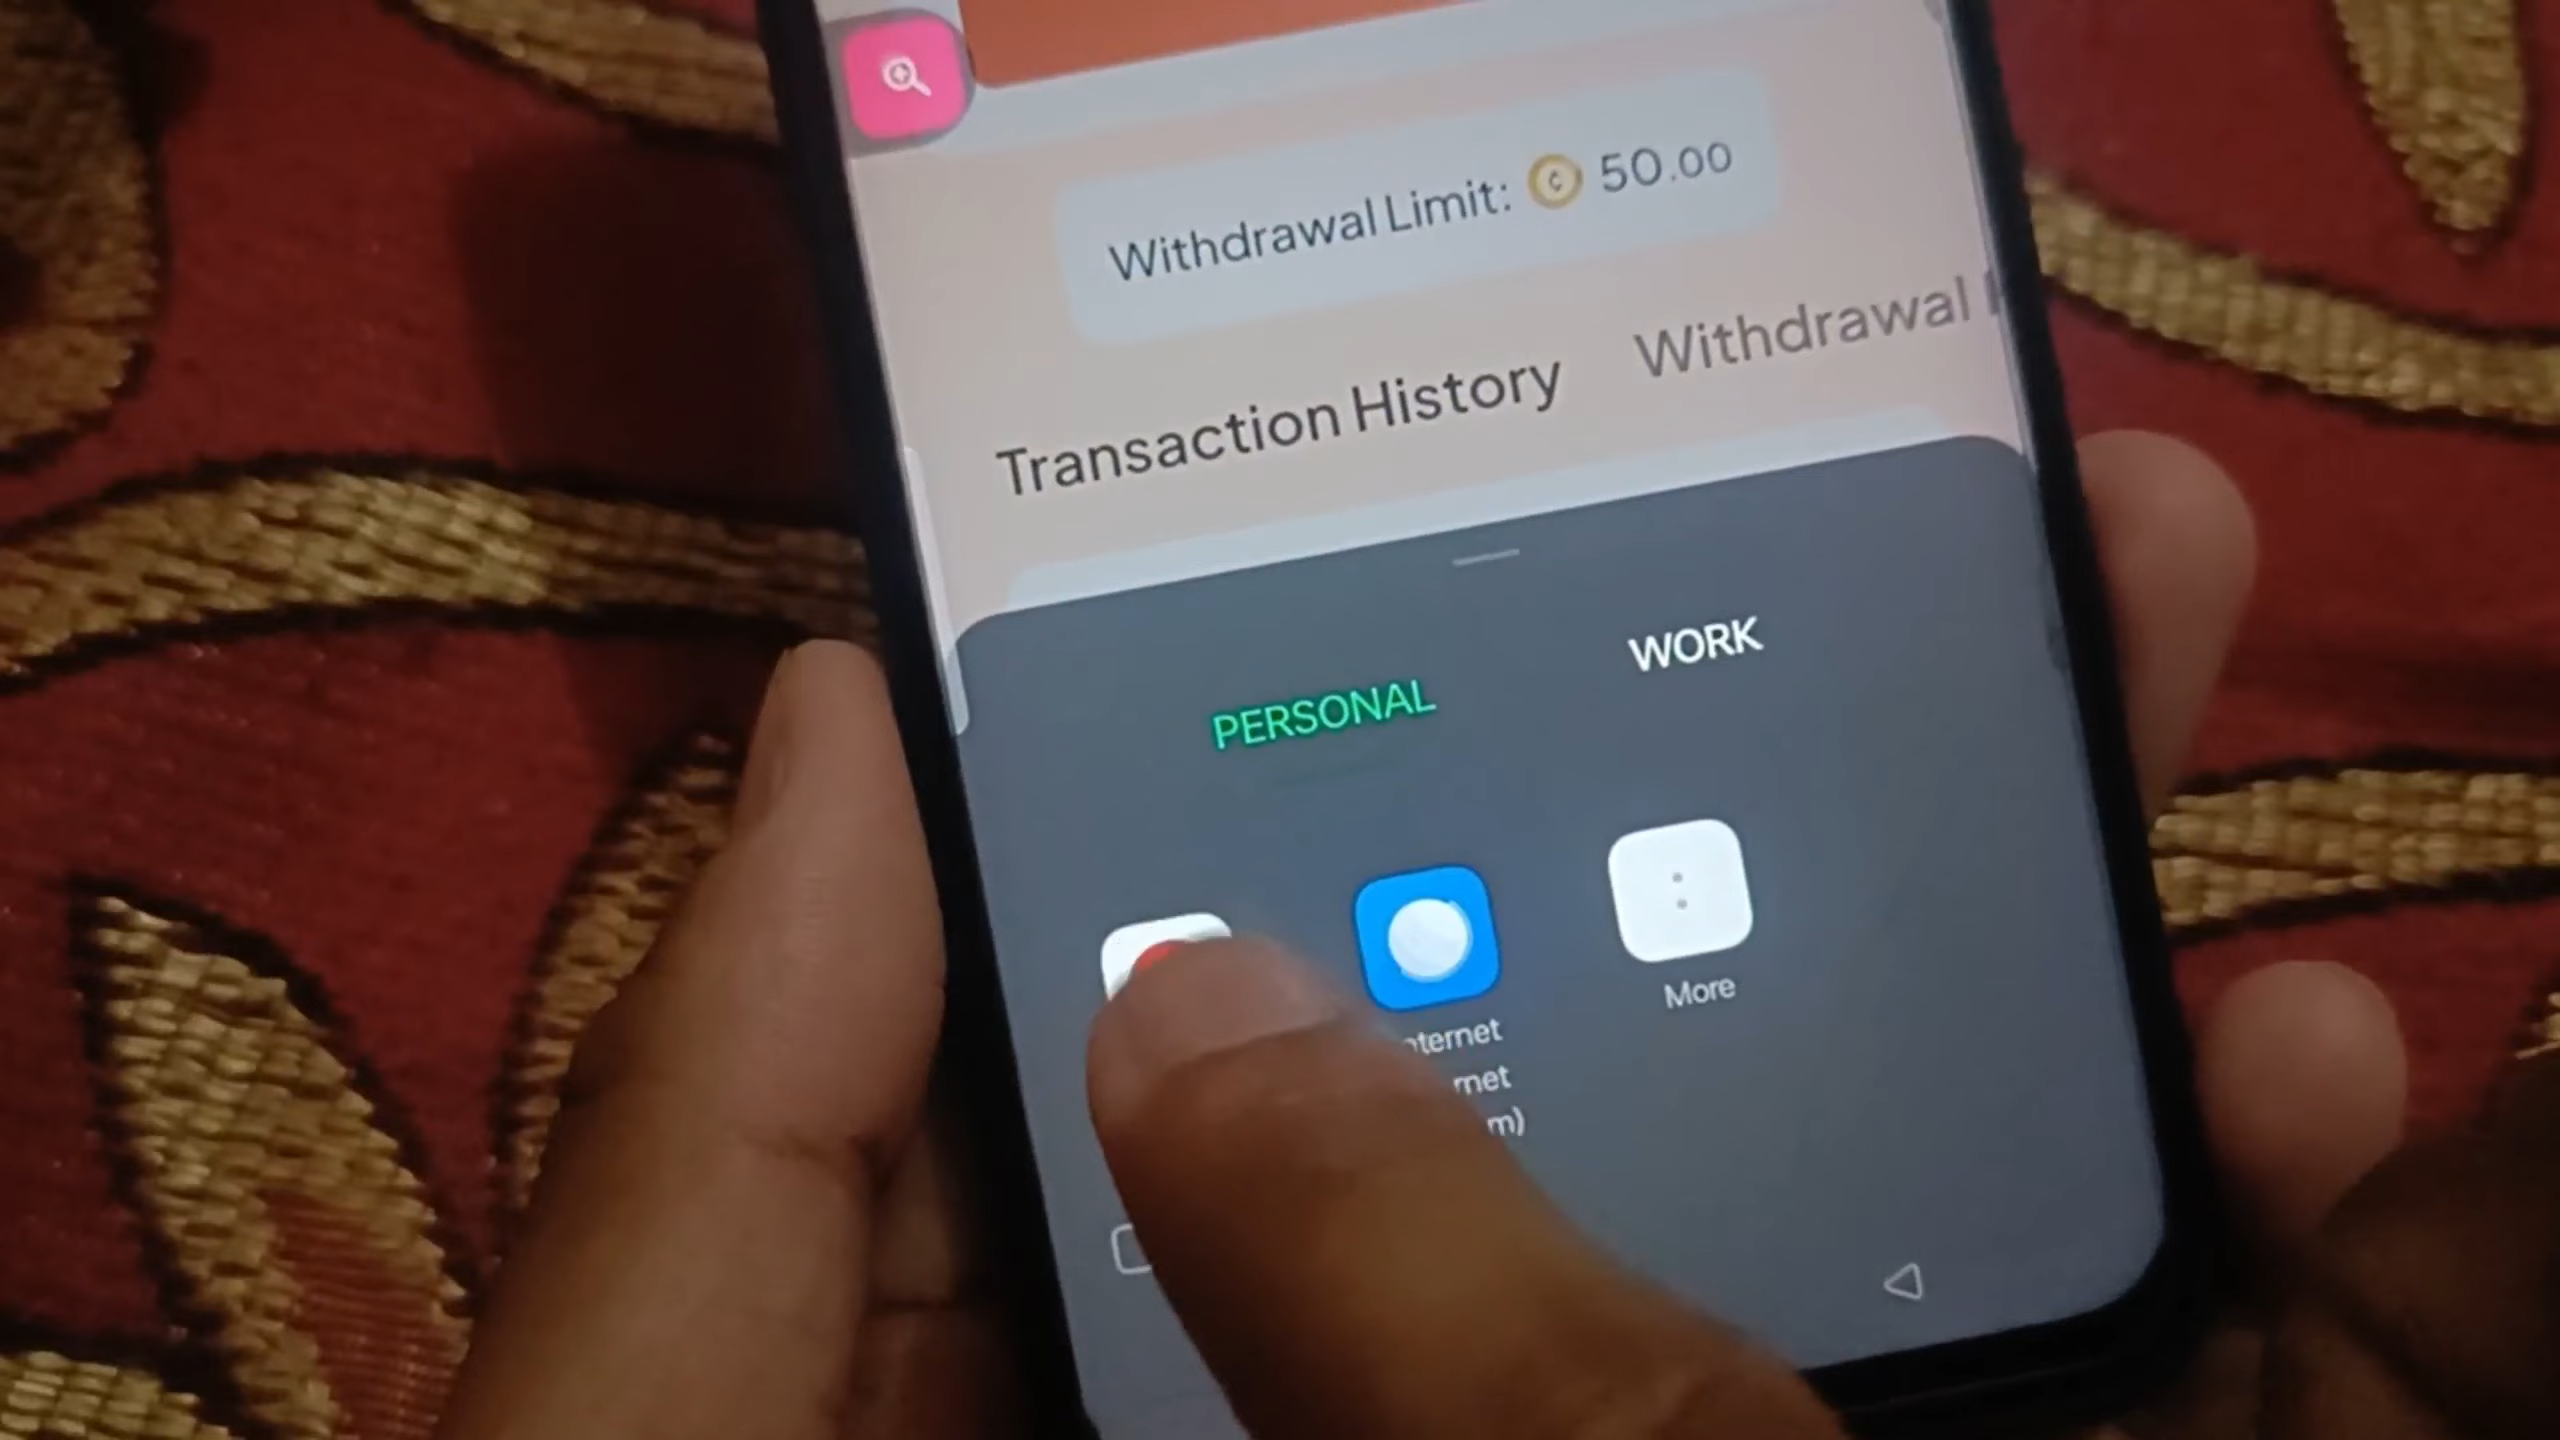 Withdrawal Limit: 50.00
Transaction History
Withdrawal
PERSONAL
WORK
More